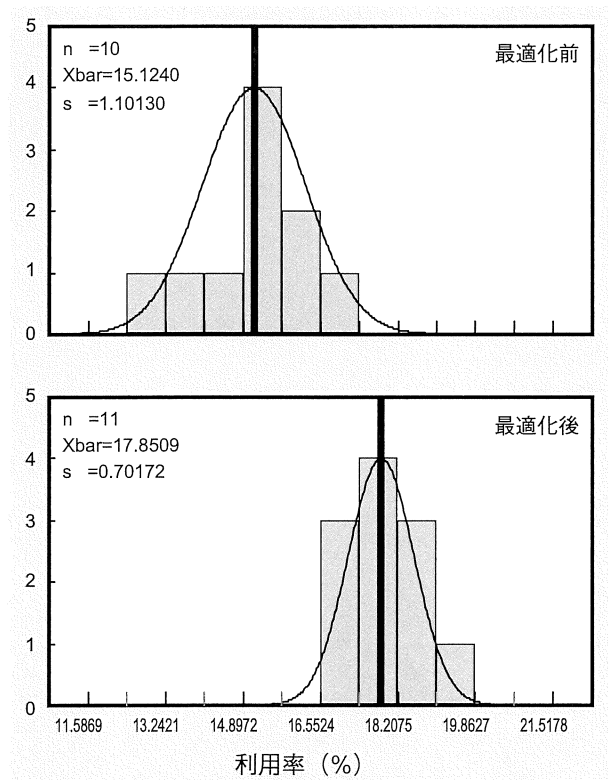 5
n =10
最適化前
Xbar=15.1240
4
s =1.10130
3
2
1
0
5
n =11
最適化後
Xbar=17.8509
s =0.70172
4
3
2
1
0
11.5869 13.2421 14.8972 16.5524 18.2075 19.8627 21.5178
利用率（%）